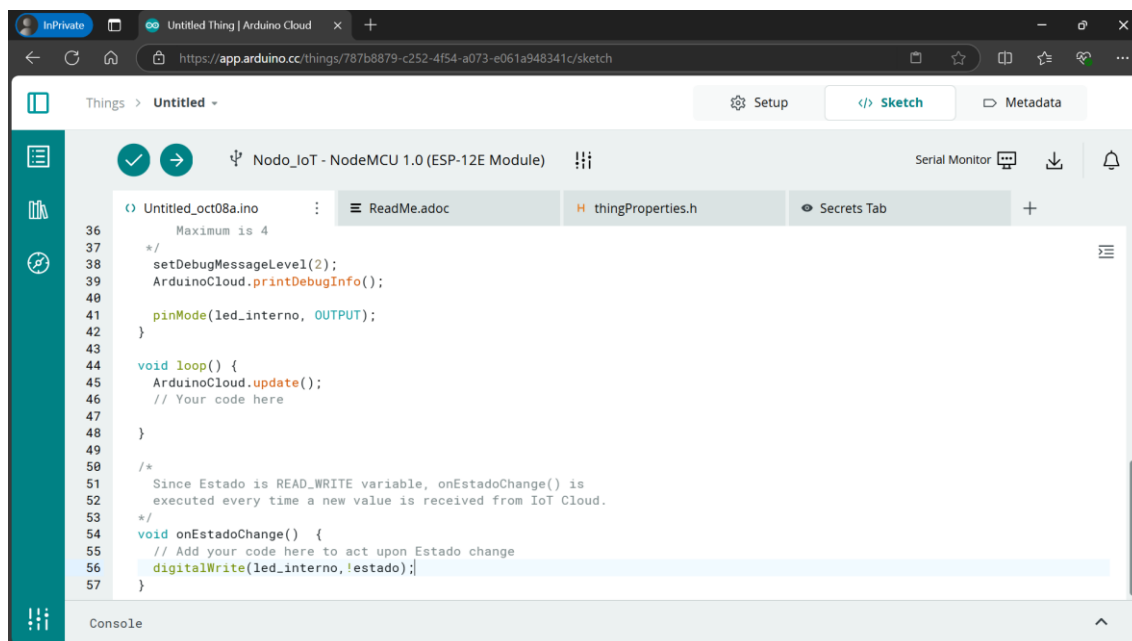 InPrivate
Untitled Thing | Arduino Cloud
https://app.arduino.cc/things/787b8879-c252-4f54-a073-e061a948341c/sketch
Things > Untitled
Setup
</> Sketch
Metadata
Nodo_IoT - NodeMCU 1.0 (ESP-12E Module)
Serial Monitor
<> Untitled_oct08a.ino
ReadMe.adoc
H thingProperties.h
Secrets Tab
36 Maximum is 4
37 */
38 setDebugMessageLevel(2);
39 ArduinoCloud.printDebugInfo();
40
41 pinMode(led_interno, OUTPUT);
42 }
43
44 void loop() {
45 ArduinoCloud.update();
46 // Your code here
47
48 }
49
50 /*
51 Since Estado is READ_WRITE variable, onEstadoChange() is
52 executed every time a new value is received from IoT Cloud.
53 */
54 void onEstadoChange()  {
55 // Add your code here to act upon Estado change
56 digitalWrite(led_interno,!estado);
57 }
Console